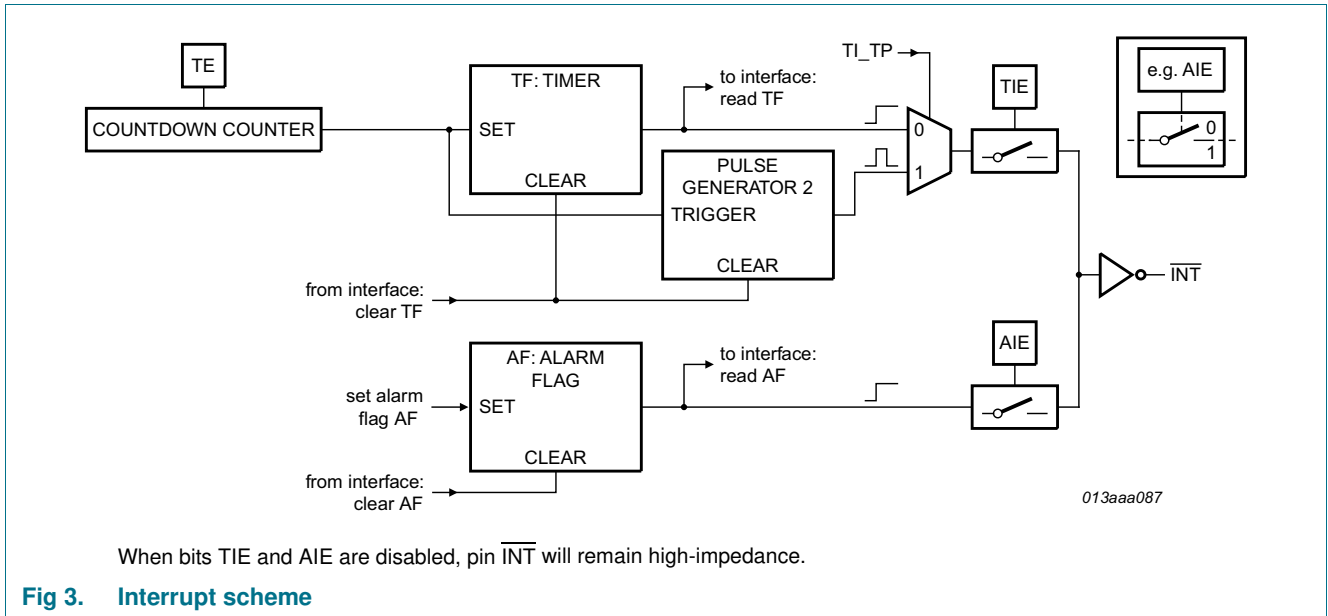 TE
COUNTDOWN COUNTER
TF: TIMER
SET
CLEAR
to interface:
read TF
PULSE
GENERATOR 2
TRIGGER
CLEAR
from interface:
clear TF
TI_TP
0
1
TIE
e.g. AIE
0
1
INT
AF: ALARM
FLAG
set alarm
flag AF
SET
CLEAR
from interface:
clear AF
to interface:
read AF
AIE
013aaa087
When bits TIE and AIE are disabled, pin INT will remain high-impedance.
Fig 3. Interrupt scheme